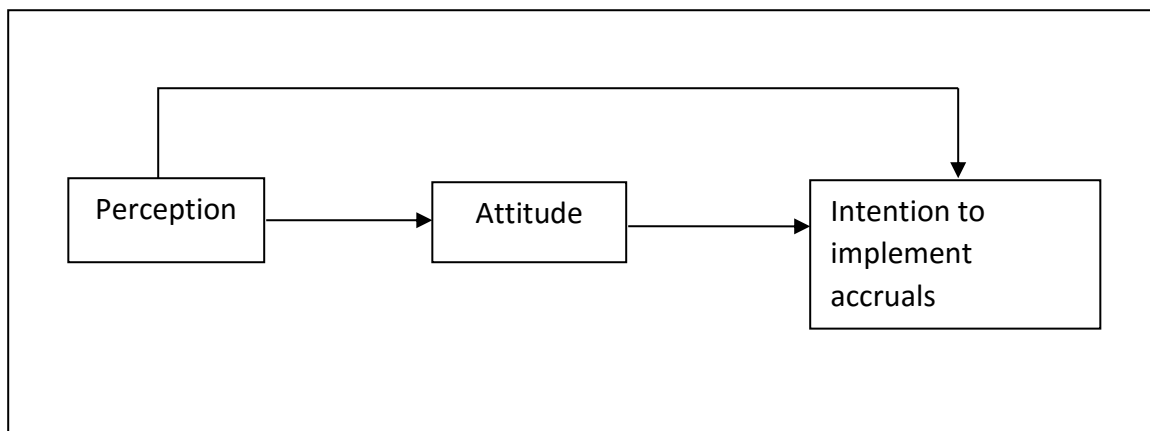 Perception
Attitude
Intention to
implement
accruals